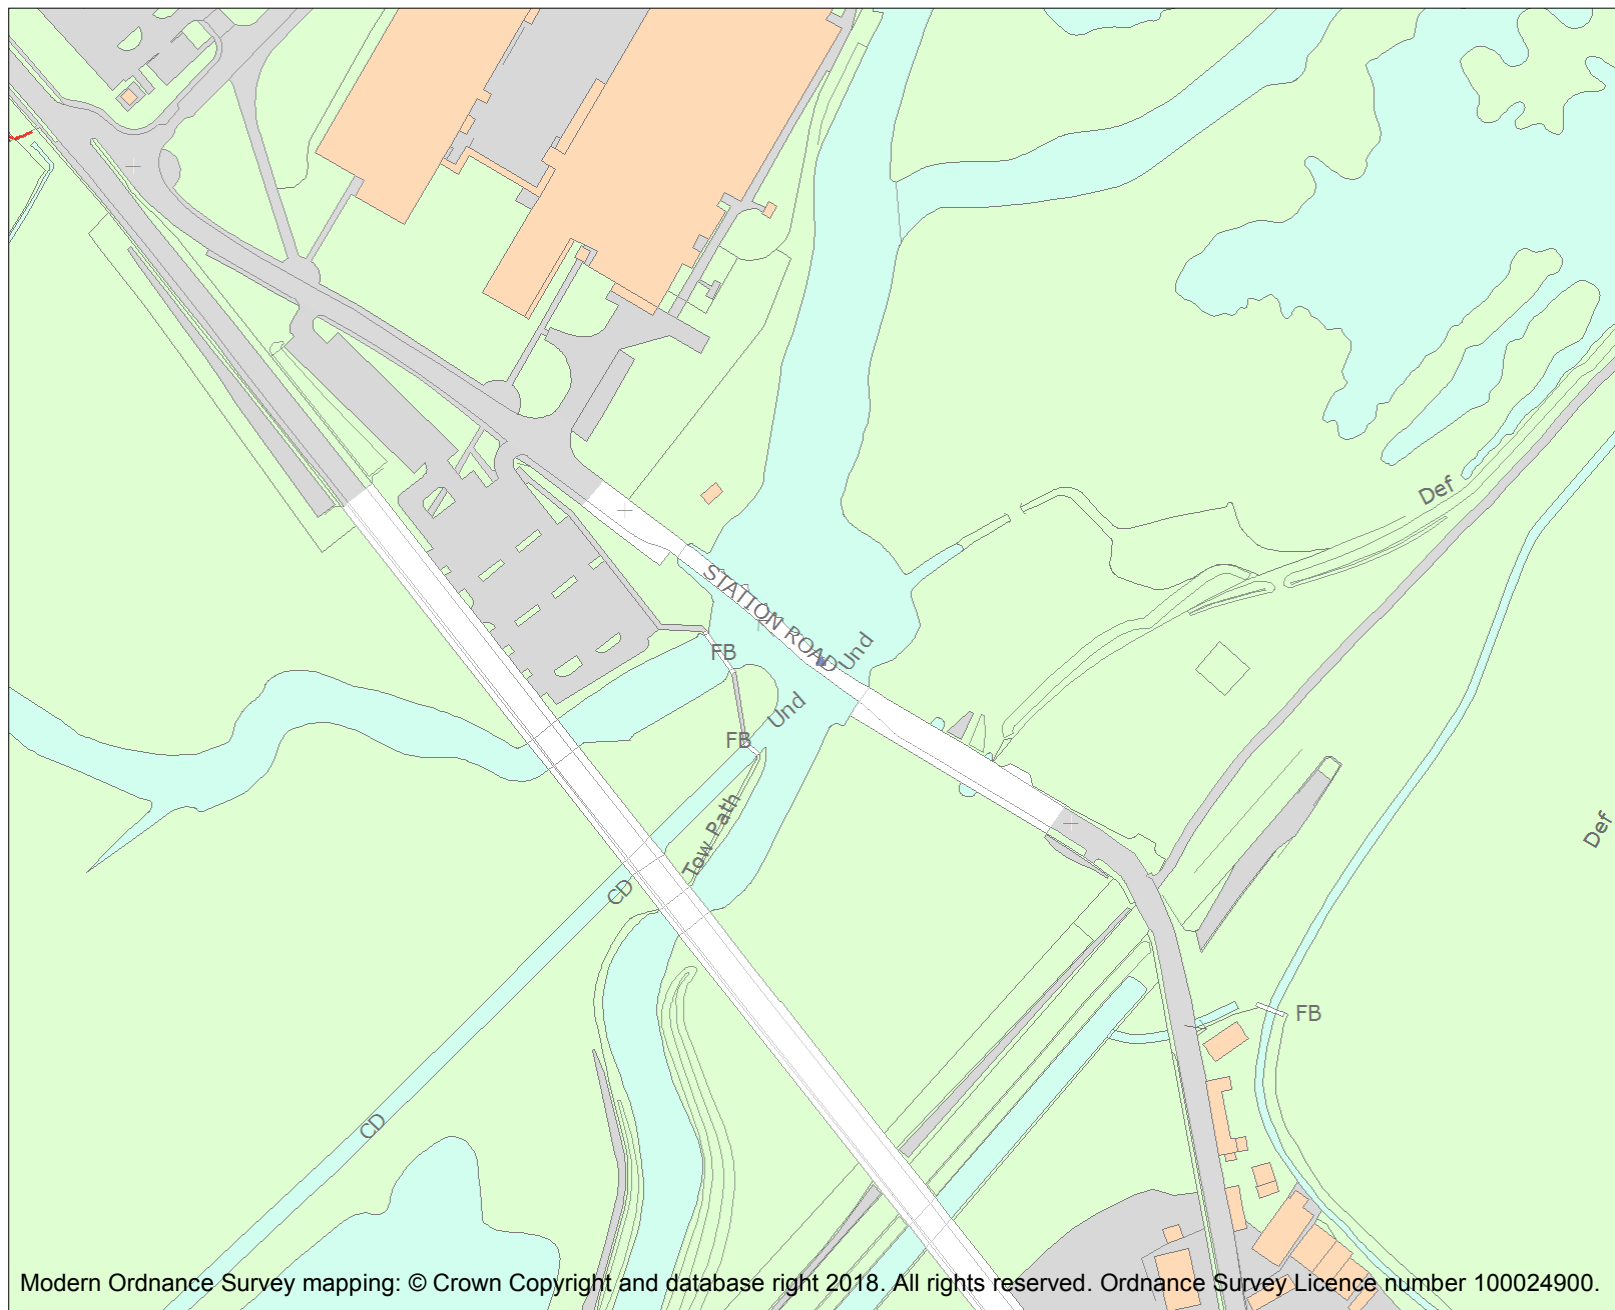 Def
STATION ROAD
Und
FB
Und
FB
Tow Path
Def
CD
FB
CD
Modern Ordnance Survey mapping: © Crown Copyright and database right 2018. All rights reserved. Ordnance Survey Licence number 100024900.